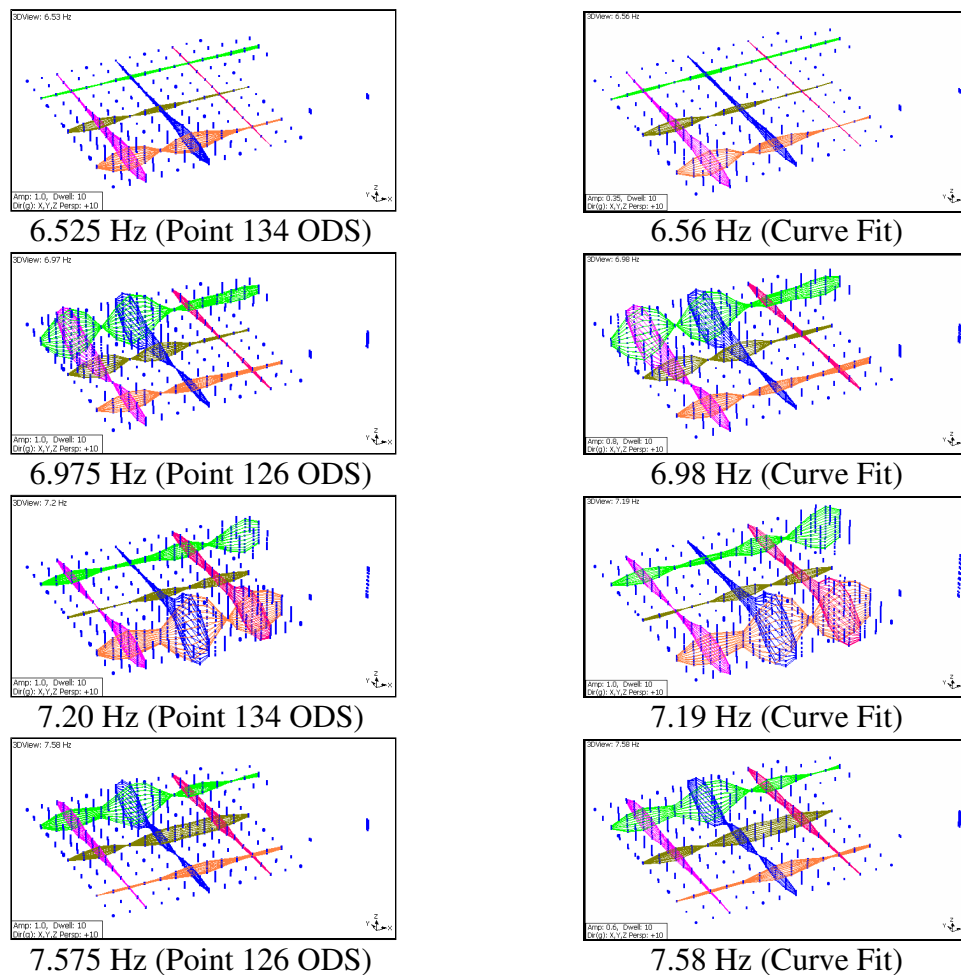 3DView: 6.53 Hz
Amp: 1.0, Dwell: 10
Dir(g): X,Y,Z Persp: +10
Y Z X
6.525 Hz (Point 134 ODS)
3DView: 6.56 Hz
Amp: 0.35, Dwell: 10
Dir(g): X,Y,Z Persp: +10
Y Z X
6.56 Hz (Curve Fit)
3DView: 6.97 Hz
Amp: 1.0, Dwell: 10
Dir(g): X,Y,Z Persp: +10
Y Z X
6.975 Hz (Point 126 ODS)
3DView: 6.98 Hz
Amp: 0.8, Dwell: 10
Dir(g): X,Y,Z Persp: +10
Y Z X
6.98 Hz (Curve Fit)
3DView: 7.2 Hz
Amp: 1.0, Dwell: 10
Dir(g): X,Y,Z Persp: +10
Y Z X
7.20 Hz (Point 134 ODS)
3DView: 7.19 Hz
Amp: 1.0, Dwell: 10
Dir(g): X,Y,Z Persp: +10
Y Z X
7.19 Hz (Curve Fit)
3DView: 7.58 Hz
Amp: 1.0, Dwell: 10
Dir(g): X,Y,Z Persp: +10
Y Z X
7.575 Hz (Point 126 ODS)
3DView: 7.58 Hz
Amp: 0.6, Dwell: 10
Dir(g): X,Y,Z Persp: +10
Y Z X
7.58 Hz (Curve Fit)